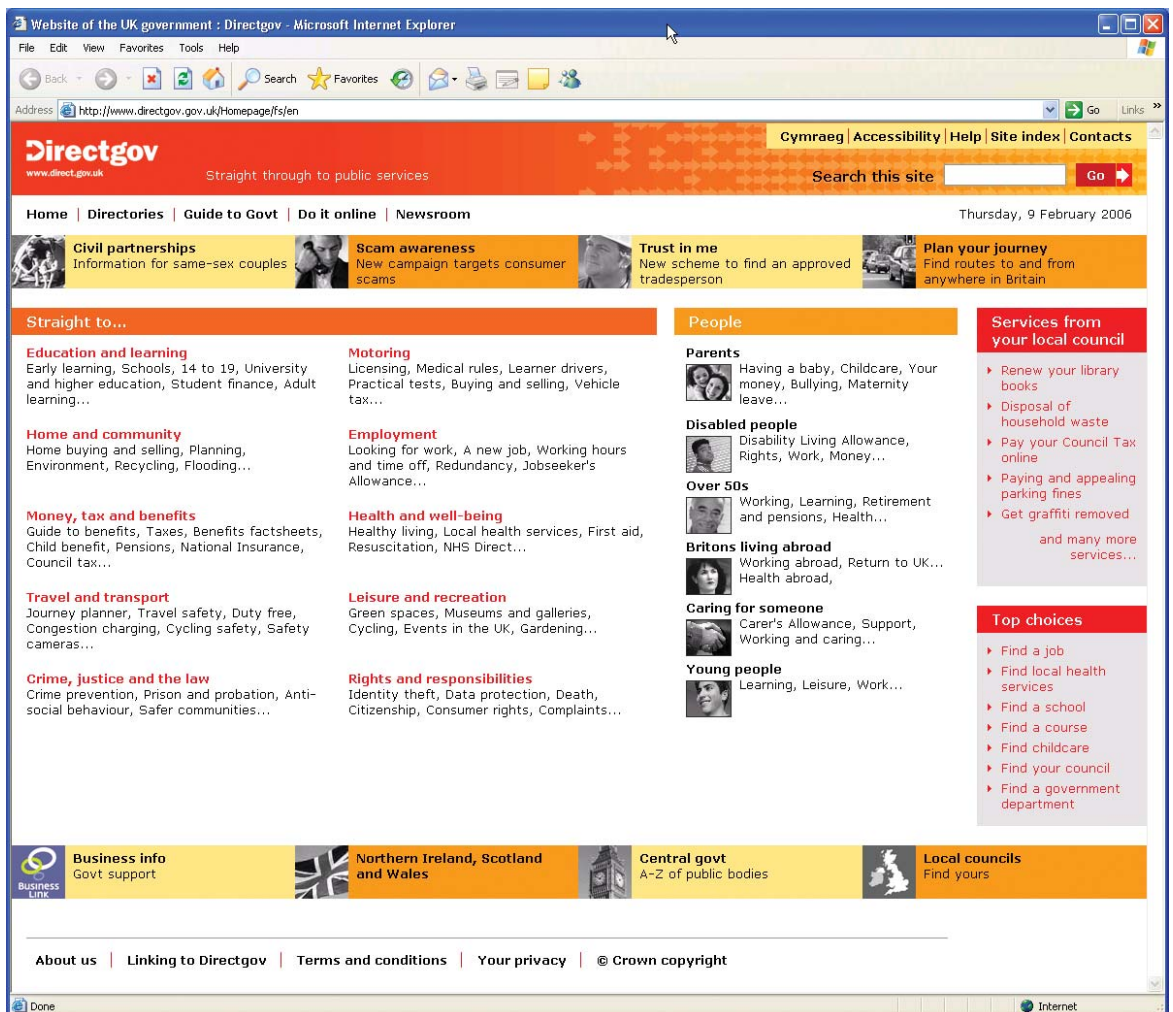 Website of the UK government : Directgov - Microsoft Internet Explorer
File Edit View Favorites Tools Help
Back Search Favorites
Address http://www.directgov.gov.uk/Homepage/fs/en Go Links »
Cymraeg | Accessibility | Help | Site index | Contacts
Directgov
www.direct.gov.uk
Straight through to public services
Search this site Go
Home | Directories | Guide to Govt | Do it online | Newsroom
Thursday, 9 February 2006
Civil partnerships
Information for same-sex couples
Scam awareness
New campaign targets consumer
scams
Trust in me
New scheme to find an approved
tradesperson
Plan your journey
Find routes to and from
anywhere in Britain
Straight to...
Education and learning
Early learning, Schools, 14 to 19, University
and higher education, Student finance, Adult
learning...
Motoring
Licensing, Medical rules, Learner drivers,
Practical tests, Buying and selling, Vehicle
tax...
Home and community
Home buying and selling, Planning,
Environment, Recycling, Flooding...
Employment
Looking for work, A new job, Working hours
and time off, Redundancy, Jobseeker's
Allowance...
Money, tax and benefits
Guide to benefits, Taxes, Benefits factsheets,
Child benefit, Pensions, National Insurance,
Council tax...
Health and well-being
Healthy living, Local health services, First aid,
Resuscitation, NHS Direct...
Travel and transport
Journey planner, Travel safety, Duty free,
Congestion charging, Cycling safety, Safety
cameras...
Leisure and recreation
Green spaces, Museums and galleries,
Cycling, Events in the UK, Gardening...
Crime, justice and the law
Crime prevention, Prison and probation, Anti-
social behaviour, Safer communities...
Rights and responsibilities
Identity theft, Data protection, Death,
Citizenship, Consumer rights, Complaints...
People
Parents
Having a baby, Childcare, Your
money, Bullying, Maternity
leave...
Disabled people
Disability Living Allowance,
Rights, Work, Money...
Over 50s
Working, Learning, Retirement
and pensions, Health...
Britons living abroad
Working abroad, Return to UK...
Health abroad,
Caring for someone
Carer's Allowance, Support,
Working and caring...
Young people
Learning, Leisure, Work...
Services from
your local council
Renew your library
books
Disposal of
household waste
Pay your Council Tax
online
Paying and appealing
parking fines
Get graffiti removed
and many more
services...
Top choices
Find a job
Find local health
services
Find a school
Find a course
Find childcare
Find your council
Find a government
department
Business
Link
Business info
Govt support
Northern Ireland, Scotland
and Wales
Central govt
A-Z of public bodies
Local councils
Find yours
About us | Linking to Directgov | Terms and conditions | Your privacy | © Crown copyright
Done Internet